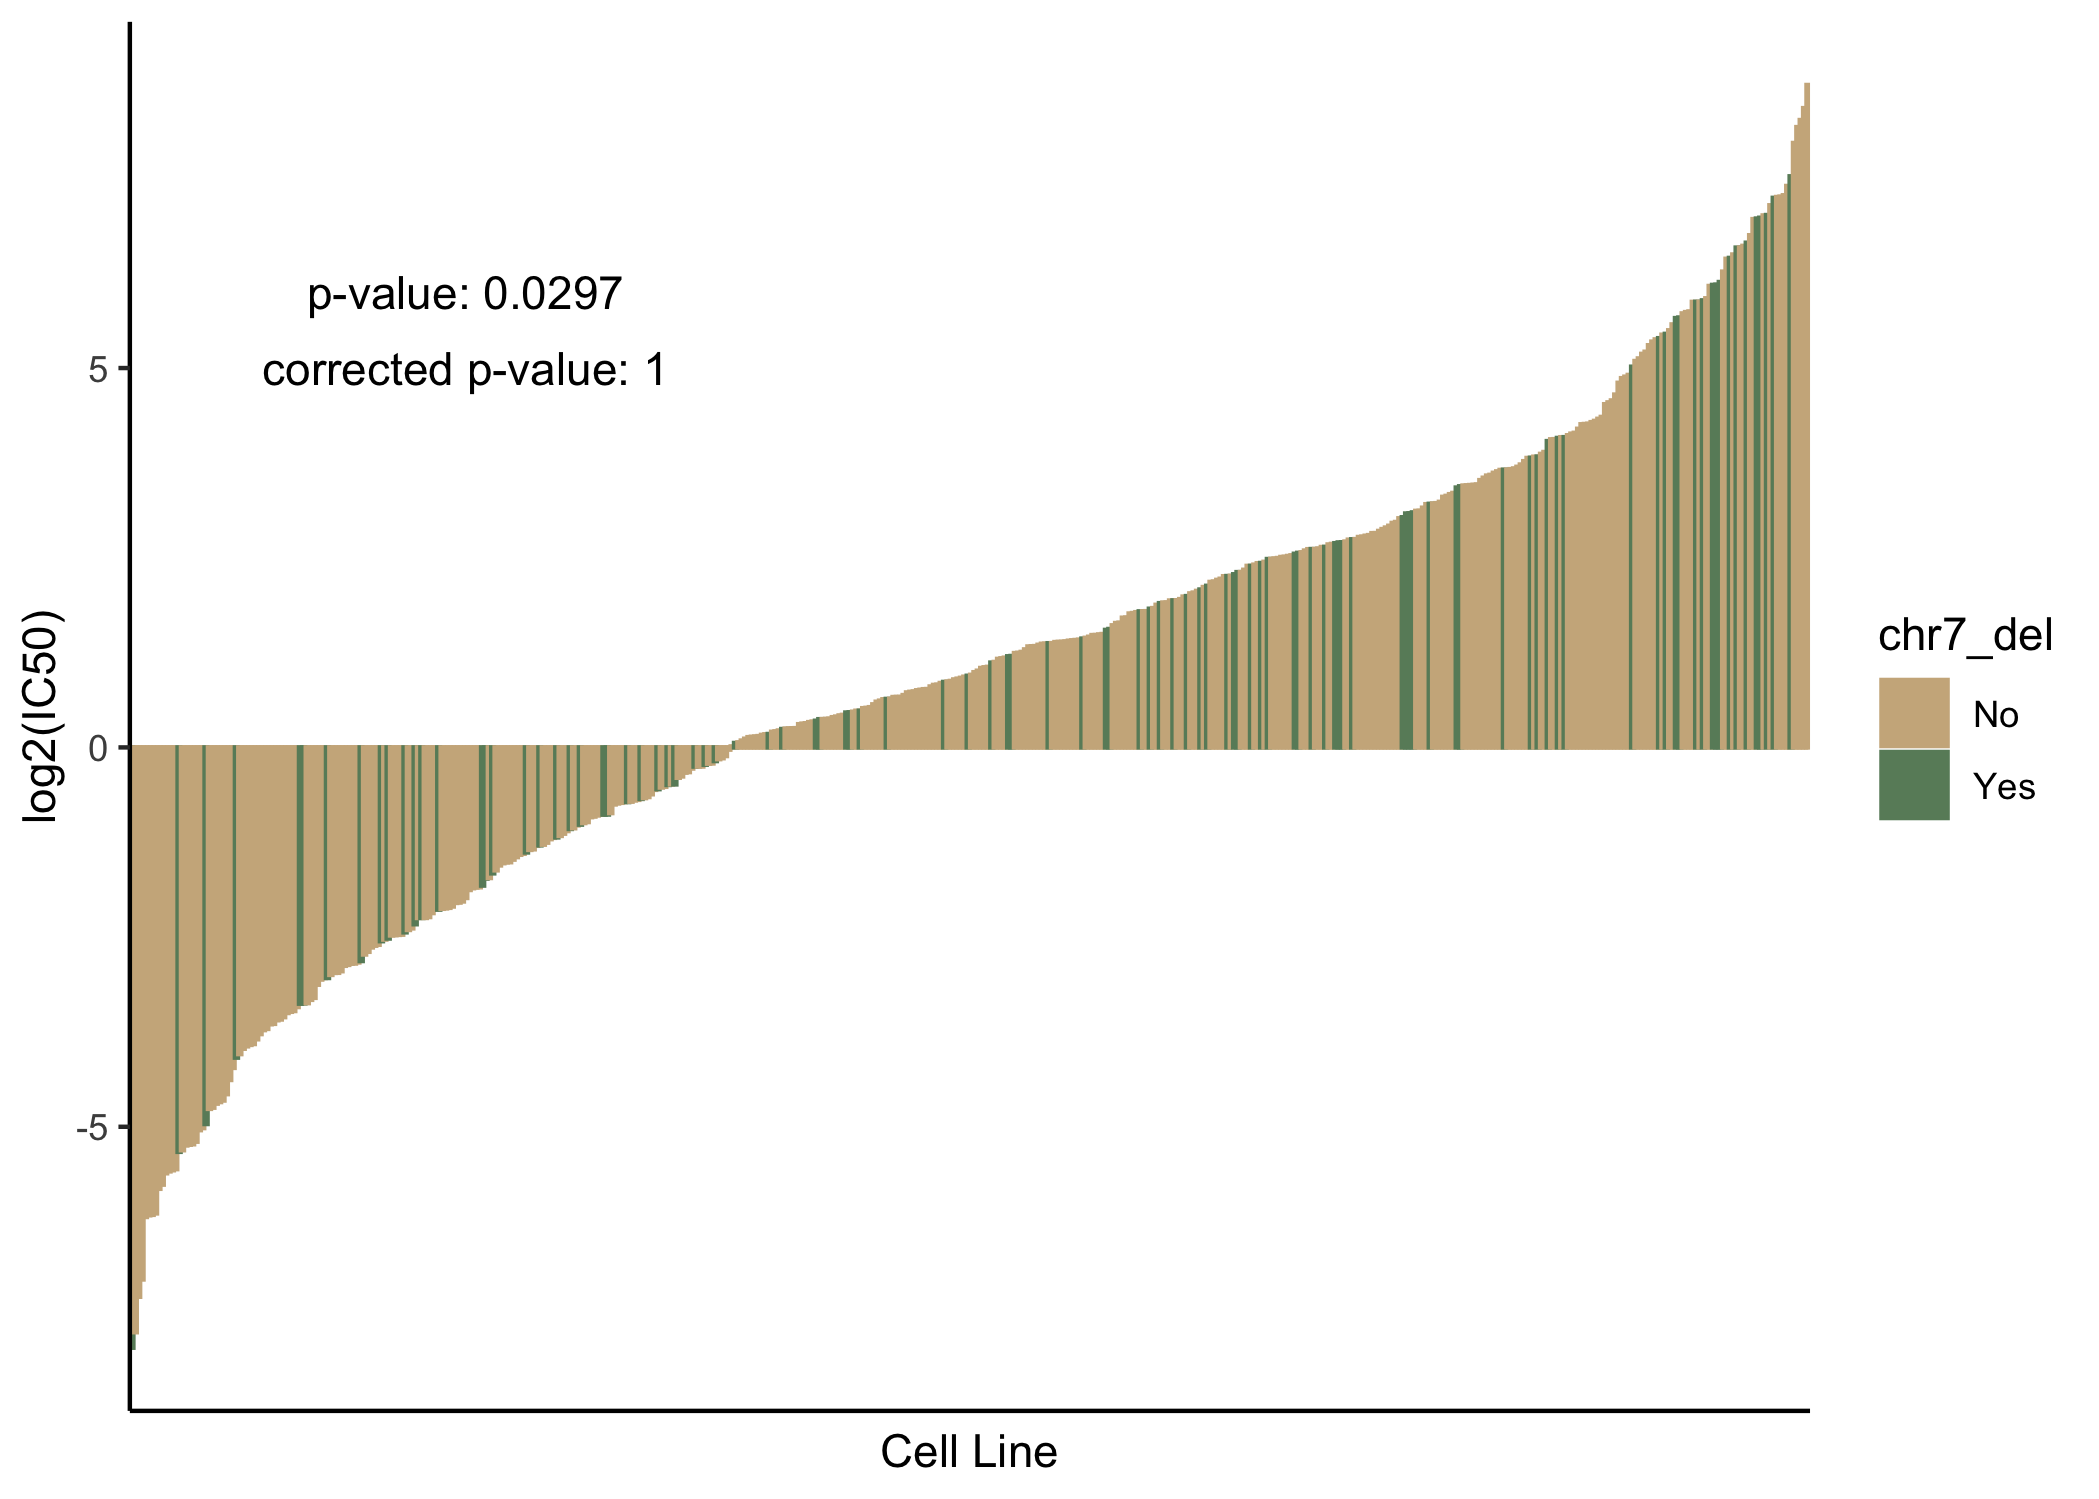 p-value: 0.0297
corrected p-value: 1
5
0
-5
log2(IC50)
Cell Line
chr7_del
No
Yes